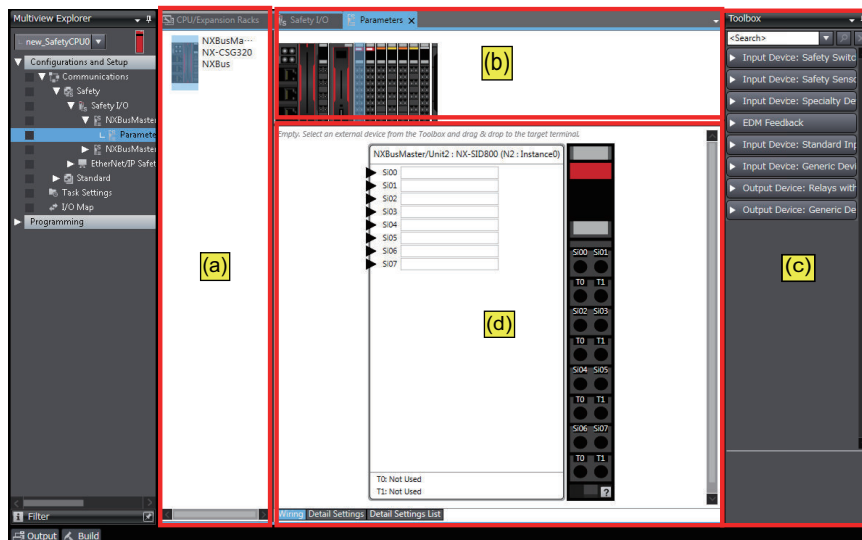 Multiview Explorer
new_SafetyCPU0
Configurations and Setup
Communications
Safety
Safety I/O
NXBusMaster
Paramete
NXBusMaster
EtherNet/IP Safet
Standard
Task Settings
I/O Map
Programming
Filter
Output
Build
CPU/Expansion Racks
NXBusMa···
NX-CSG320
NXBus
(a)
Safety I/O
Parameters
(b)
Empty. Select an external device from the Toolbox and drag & drop to the target terminal.
NXBusMaster/Unit2 : NX-SID800 (N2 : Instance0)
Si00
Si01
Si02
Si03
Si04
Si05
Si06
Si07
(d)
T0: Not Used
T1: Not Used
Si00 Si01
T0 T1
Si02 Si03
T0 T1
Si04 Si05
T0 T1
Si06 Si07
T0 T1
?
Wiring
Detail Settings
Detail Settings List
Toolbox
<Search>
Input Device: Safety Switc
Input Device: Safety Senso
Input Device: Specialty De
EDM Feedback
Input Device: Standard Inp
Input Device: Generic Devi
Output Device: Relays with
Output Device: Generic De
(c)